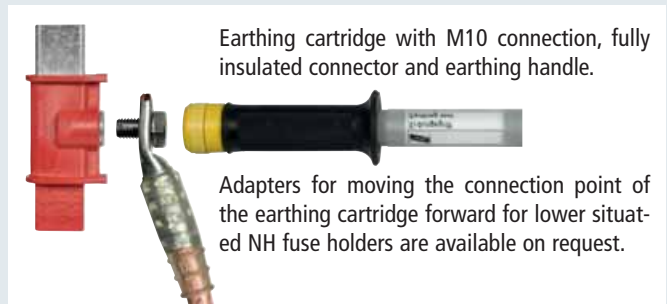 Earthing cartridge with M10 connection, fully
insulated connector and earthing handle.
Adapters for moving the connection point of
the earthing cartridge forward for lower situat-
ed NH fuse holders are available on request.